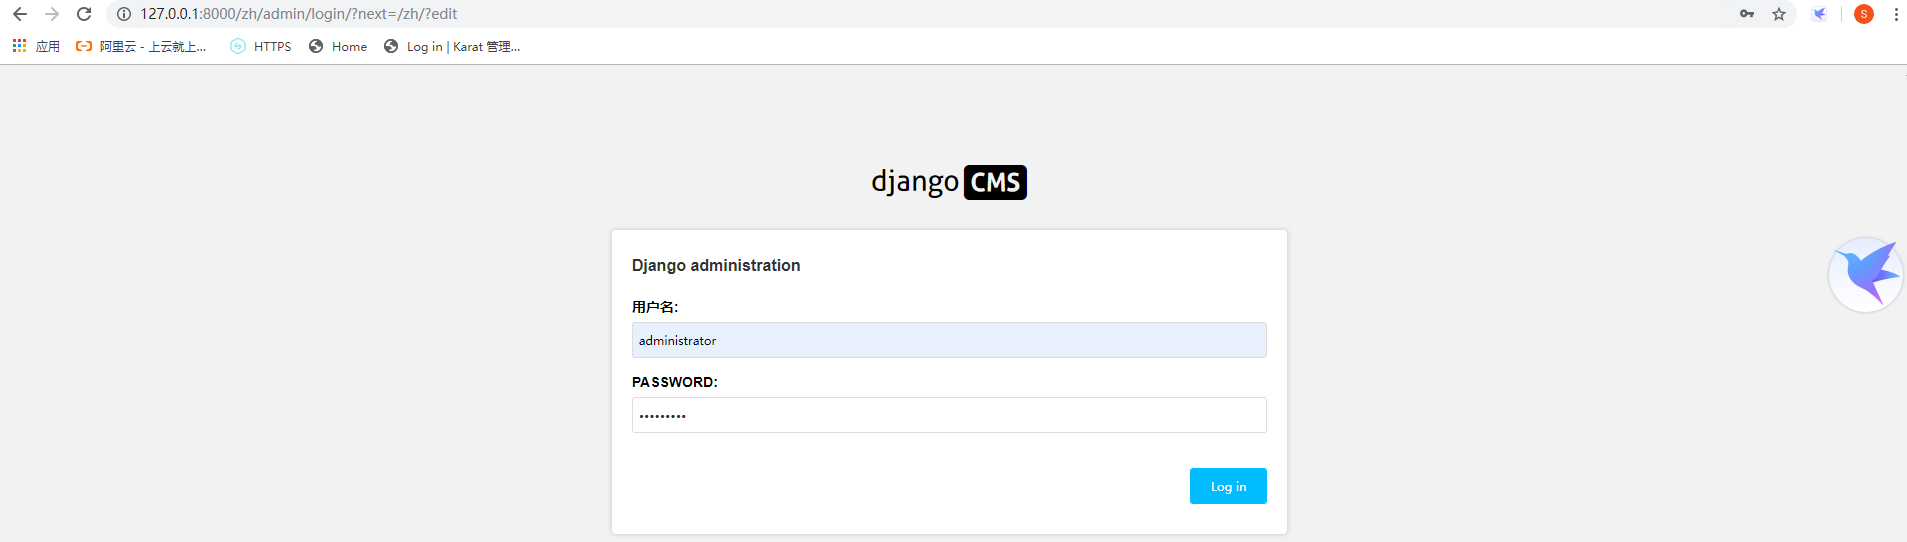 127.0.0.1:8000/zh/admin/login/?next=/zh/?edit
S
应用 阿里云 - 上云就上... HTTPS Home Log in | Karat 管理...
django CMS
Django administration
用户名:
administrator
PASSWORD:
•••••••••
Log in